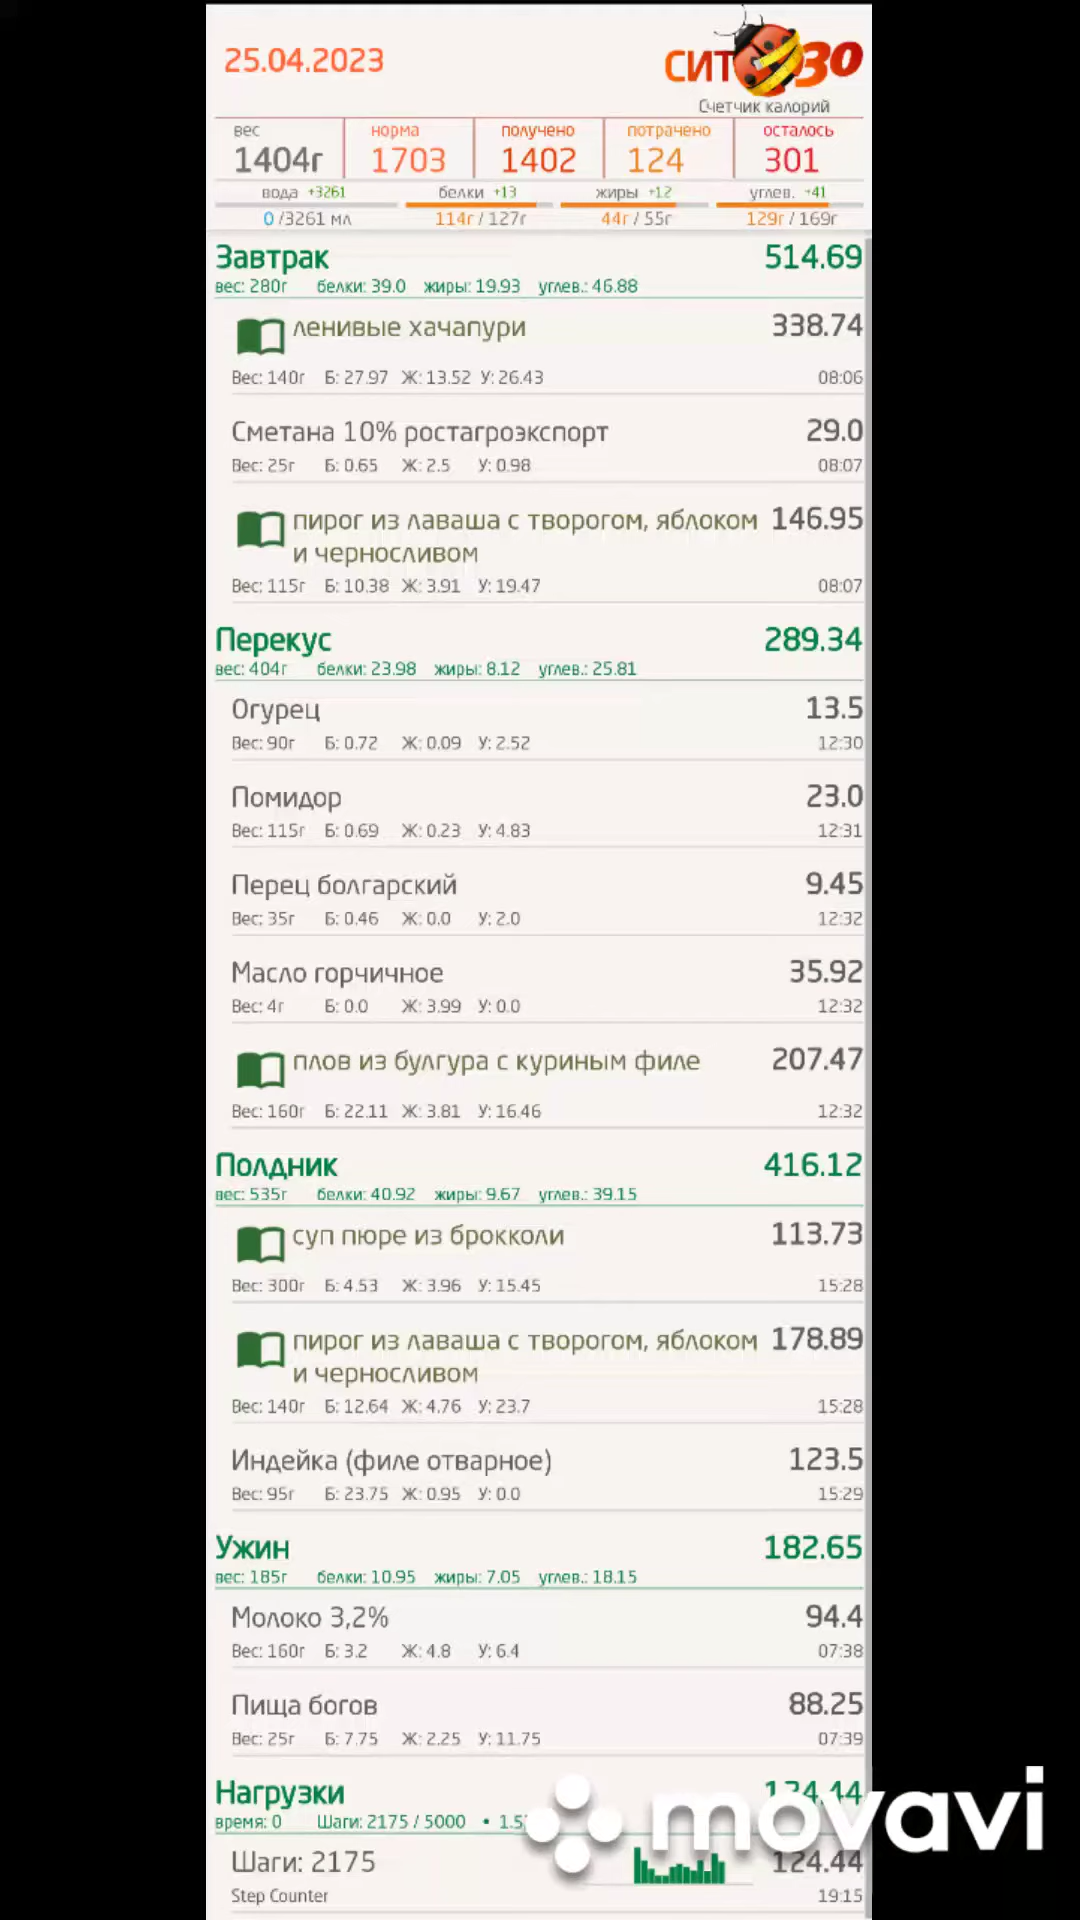 25.04.2023
СИТ 30
Счетчик калорий
вес норма получено потрачено осталось
1404г 1703 1402 124 301
вода +3261 белки +13 жиры +12 углев. +41
0 /3261 мл 114г / 127г 44г / 55г 129г / 169г
Завтрак 514.69
вес: 280г белки: 39.0 жиры: 19.93 углев.: 46.88
ленивые хачапури 338.74
Вес: 140г Б: 27.97 Ж: 13.52 У: 26.43 08:06
Сметана 10% ростагроэкспорт 29.0
Вес: 25г Б: 0.65 Ж: 2.5 У: 0.98 08:07
пирог из лаваша с творогом, яблоком 146.95
и черносливом
Вес: 115г Б: 10.38 Ж: 3.91 У: 19.47 08:07
Перекус 289.34
вес: 404г белки: 23.98 жиры: 8.12 углев.: 25.81
Огурец 13.5
Вес: 90г Б: 0.72 Ж: 0.09 У: 2.52 12:30
Помидор 23.0
Вес: 115г Б: 0.69 Ж: 0.23 У: 4.83 12:31
Перец болгарский 9.45
Вес: 35г Б: 0.46 Ж: 0.0 У: 2.0 12:32
Масло горчичное 35.92
Вес: 4г Б: 0.0 Ж: 3.99 У: 0.0 12:32
плов из булгура с куриным филе 207.47
Вес: 160г Б: 22.11 Ж: 3.81 У: 16.46 12:32
Полдник 416.12
вес: 535г белки: 40.92 жиры: 9.67 углев.: 39.15
суп пюре из брокколи 113.73
Вес: 300г Б: 4.53 Ж: 3.96 У: 15.45 15:28
пирог из лаваша с творогом, яблоком 178.89
и черносливом
Вес: 140г Б: 12.64 Ж: 4.76 У: 23.7 15:28
Индейка (филе отварное) 123.5
Вес: 95г Б: 23.75 Ж: 0.95 У: 0.0 15:29
Ужин 182.65
вес: 185г белки: 10.95 жиры: 7.05 углев.: 18.15
Молоко 3,2% 94.4
Вес: 160г Б: 3.2 Ж: 4.8 У: 6.4 07:38
Пища богов 88.25
Вес: 25г Б: 7.75 Ж: 2.25 У: 11.75 07:39
Нагрузки 124.44
время: 0 Шаги: 2175 / 5000 • 1.5
movavi
Шаги: 2175 124.44
Step Counter 19:15